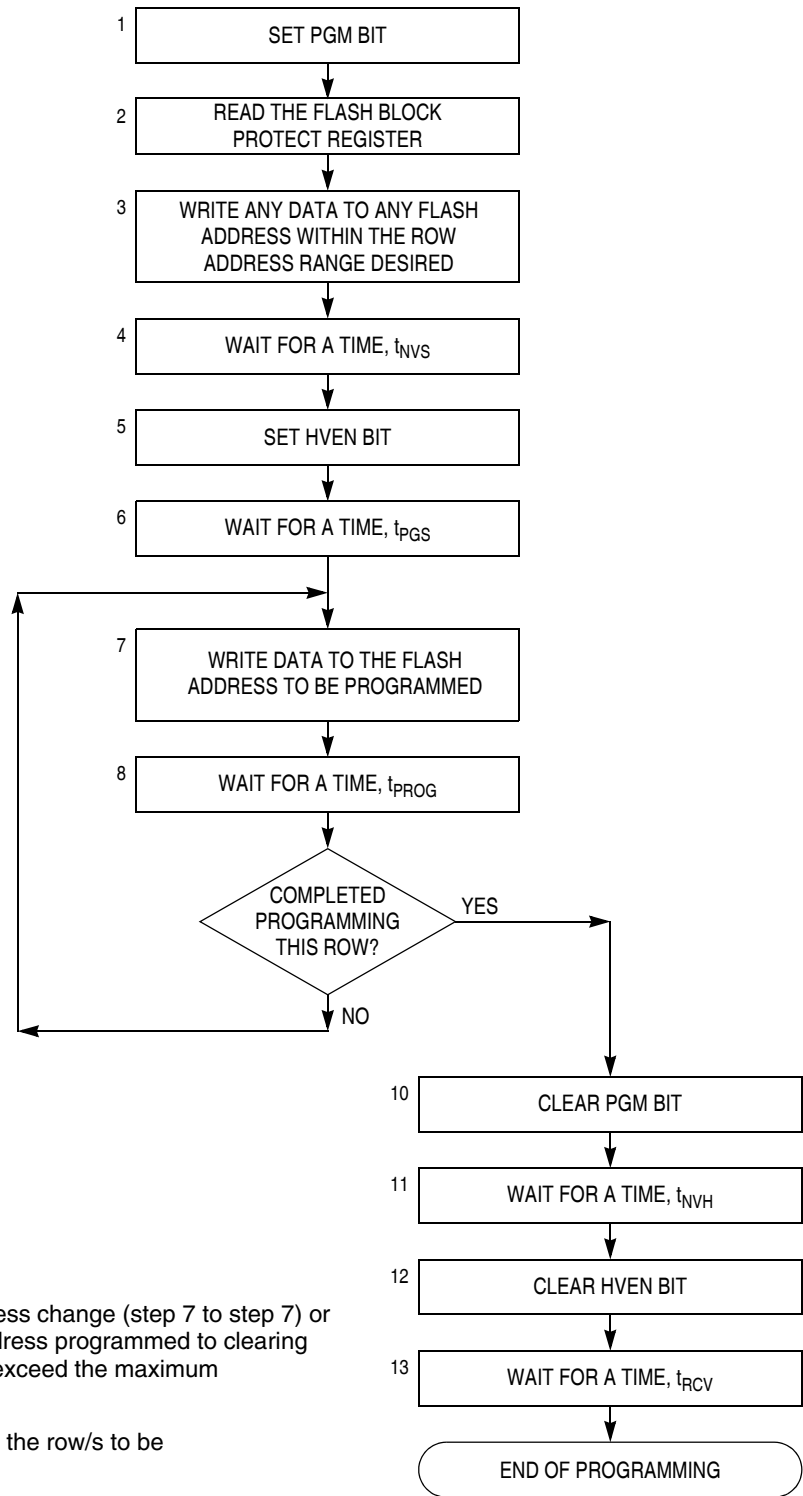 1
SET PGM BIT
2
READ THE FLASH BLOCK
PROTECT REGISTER
3
WRITE ANY DATA TO ANY FLASH
ADDRESS WITHIN THE ROW
ADDRESS RANGE DESIRED
4
WAIT FOR A TIME, tNVS
5
SET HVEN BIT
6
WAIT FOR A TIME, tPGS
7
WRITE DATA TO THE FLASH
ADDRESS TO BE PROGRAMMED
8
WAIT FOR A TIME, tPROG
COMPLETED
PROGRAMMING
THIS ROW?
YES
NO
10
CLEAR PGM BIT
11
WAIT FOR A TIME, tNVH
12
CLEAR HVEN BIT
13
WAIT FOR A TIME, tRCV
END OF PROGRAMMING
ess change (step 7 to step 7) or
dress programmed to clearing
exceed the maximum
the row/s to be